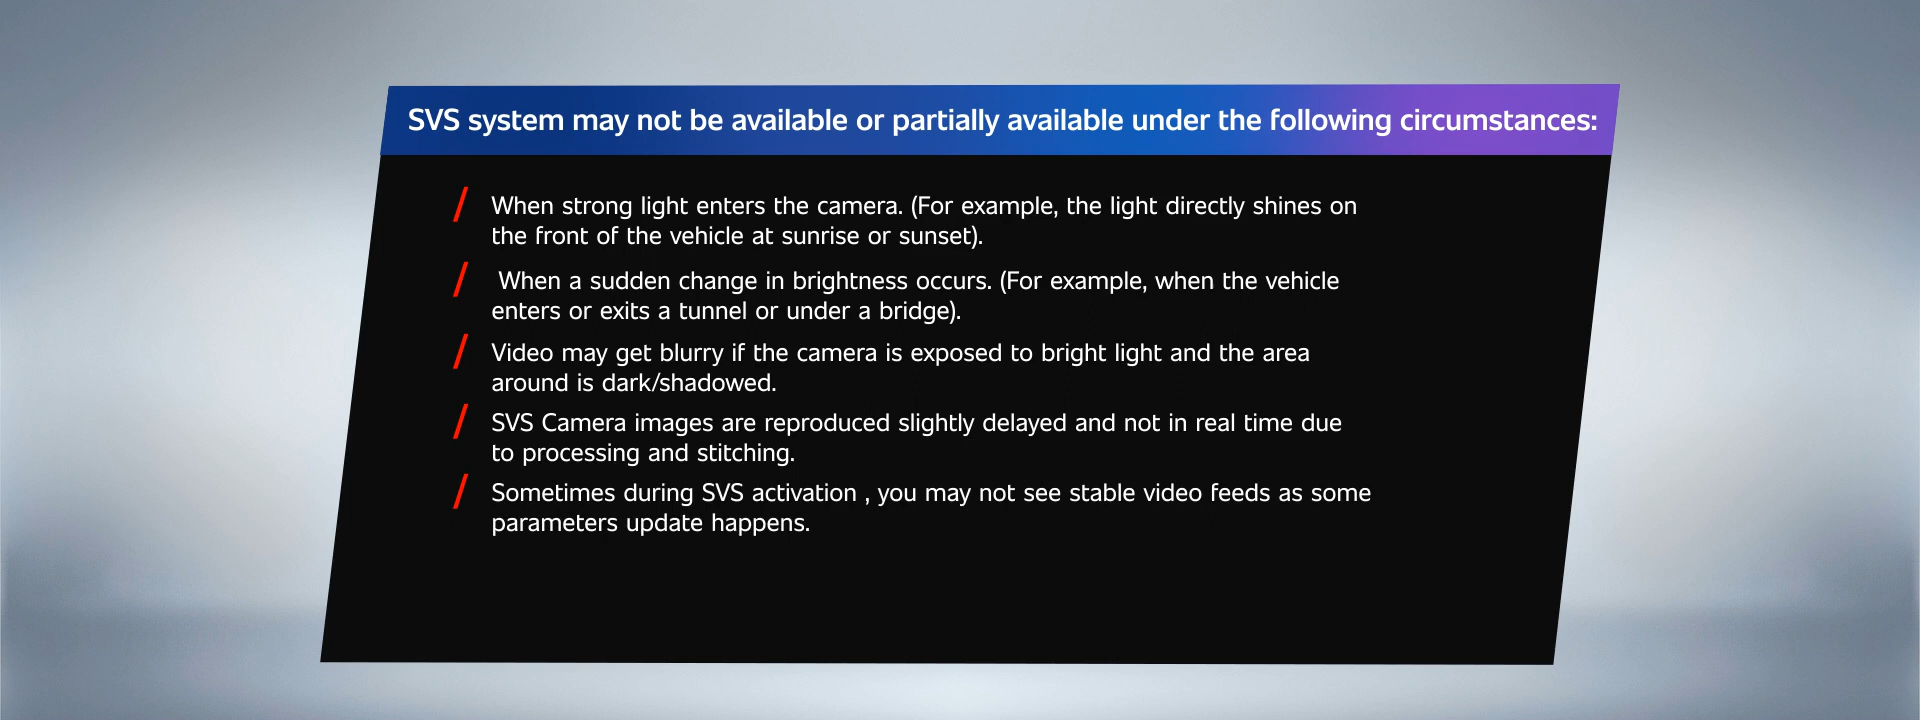 SVS system may not be available or partially available under the following circumstances:
When strong light enters the camera. (For example, the light directly shines on
the front of the vehicle at sunrise or sunset).
When a sudden change in brightness occurs. (For example, when the vehicle
enters or exits a tunnel or under a bridge).
Video may get blurry if the camera is exposed to bright light and the area
around is dark/shadowed.
SVS Camera images are reproduced slightly delayed and not in real time due
to processing and stitching.
Sometimes during SVS activation , you may not see stable video feeds as some
parameters update happens.